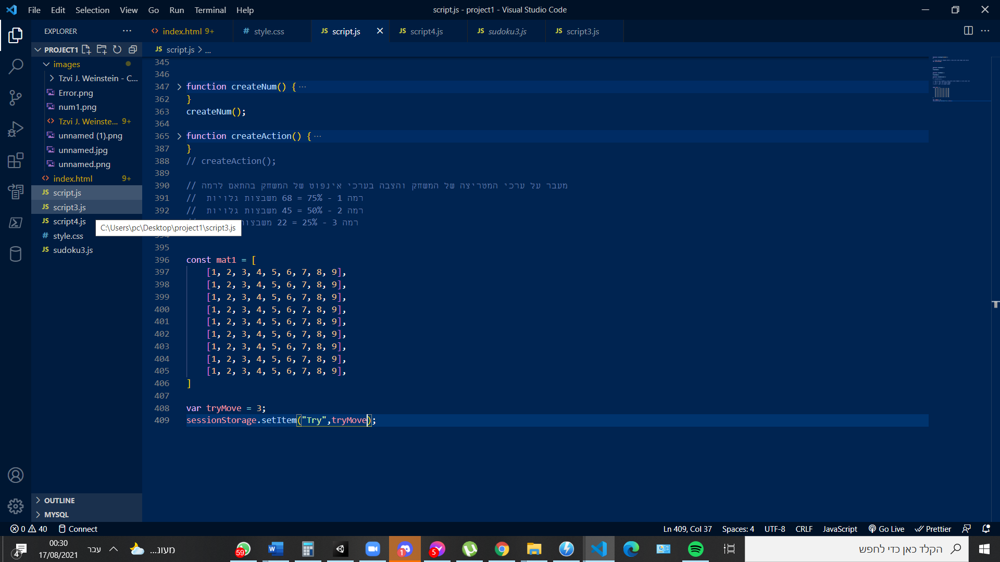 File Edit Selection View Go Run Terminal Help
script.js - project1 - Visual Studio Code
EXPLORER
PROJECT1
images
Tzvi J. Weinstein - C...
Error.png
num1.png
Tzvi J. Weinste... 9+
unnamed (1).png
unnamed.jpg
unnamed.png
index.html 9+
JS script.js
JS script3.js
JS script4.js
# style.css
JS sudoku3.js
C:\Users\pc\Desktop\project1\script3.js
OUTLINE
MYSQL
index.html 9+ # style.css JS script.js JS script4.js JS sudoku3.js JS script3.js
JS script.js > ...
345
346
347 function createNum() { ...
362 }
363 createNum();
364
365 function createAction() { ...
387 }
388 // createAction();
389
390 // מעבר על ערכי המטריצה של המשחק והצבה בערכי אינפוט של המשחק בהתאם לרמה
391 // רמה 1 - 75% = 68 משבצות גלויות
392 // רמה 2 - 50% = 45 משבצות גלויות
רמה 3 - 25% = 22 משבצות
394
395
396 const mat1 = [
397 [1, 2, 3, 4, 5, 6, 7, 8, 9],
398 [1, 2, 3, 4, 5, 6, 7, 8, 9],
399 [1, 2, 3, 4, 5, 6, 7, 8, 9],
400 [1, 2, 3, 4, 5, 6, 7, 8, 9],
401 [1, 2, 3, 4, 5, 6, 7, 8, 9],
402 [1, 2, 3, 4, 5, 6, 7, 8, 9],
403 [1, 2, 3, 4, 5, 6, 7, 8, 9],
404 [1, 2, 3, 4, 5, 6, 7, 8, 9],
405 [1, 2, 3, 4, 5, 6, 7, 8, 9],
406 ]
407
408 var tryMove = 3;
409 sessionStorage.setItem("Try",tryMove);
0 40 Connect
Ln 409, Col 37 Spaces: 4 UTF-8 CRLF JavaScript Go Live Prettier
4
00:30
17/08/2021
עבר
מעונ...
59
1
5
הקלד כאן כדי לחפש